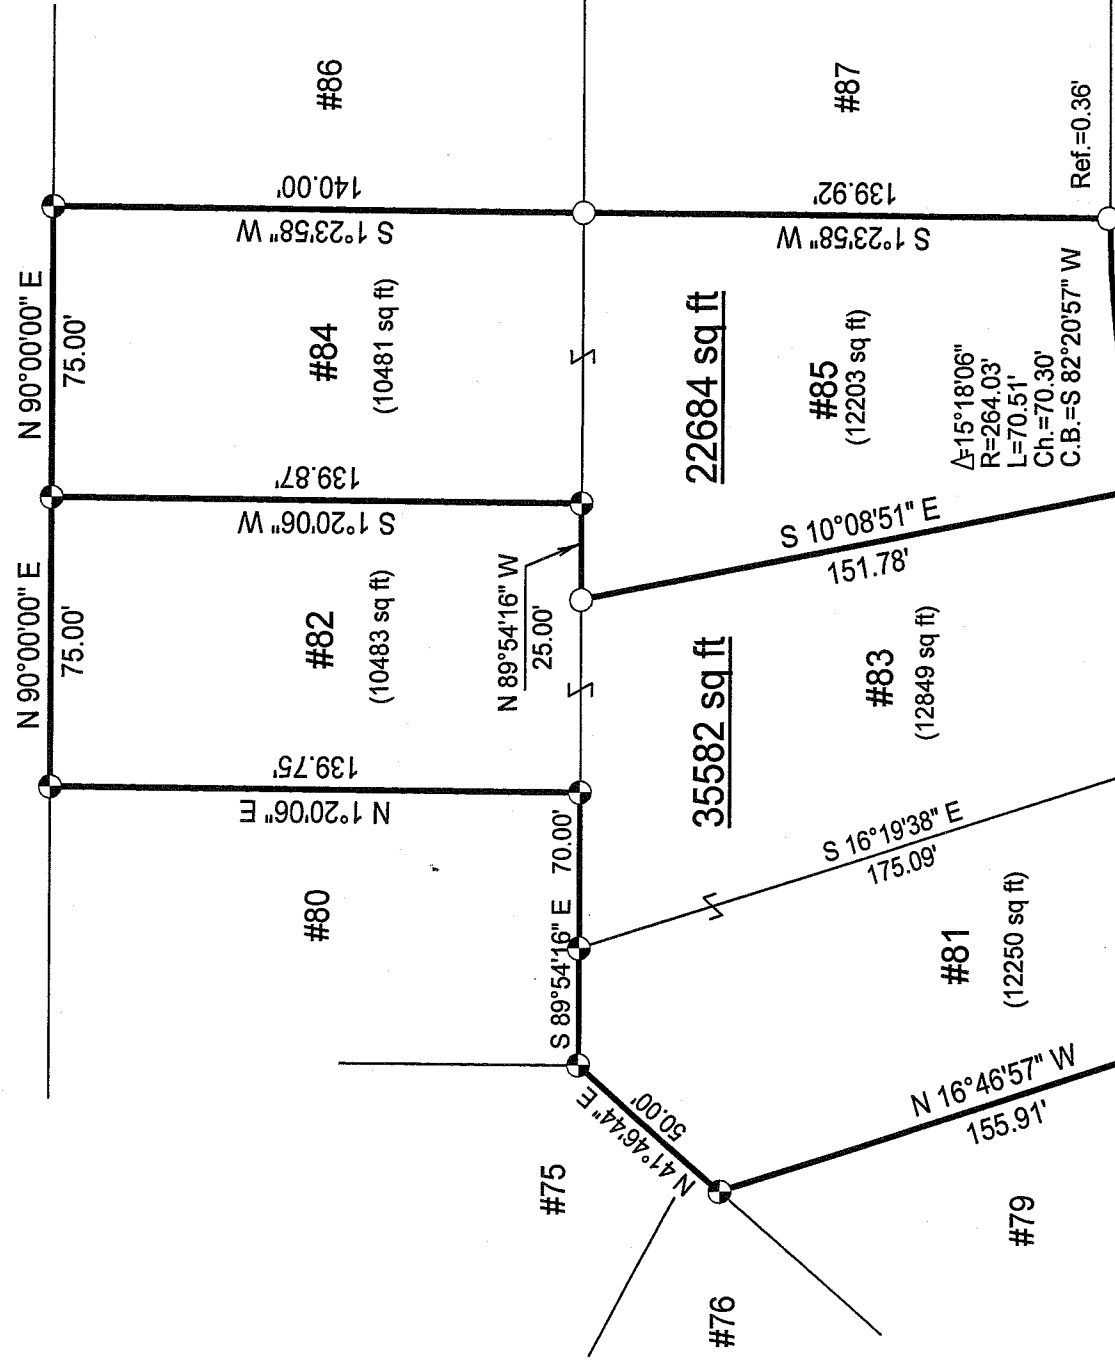 N 90°00'00" E
75.00'
N 90°00'00" E
75.00'
#86
140.00'
S 1°23'58" W
#84
(10481 sq ft)
139.87'
S 1°20'06" W
#82
(10483 sq ft)
139.75'
N 1°20'06" E
#80
N 89°54'16" W
25.00'
S 89°54'16" E 70.00'
N 41°46'44" E
50.00'
#75
#76
#87
Ref.=0.36'
139.92'
S 1°23'58" W
22684 sq ft
#85
(12203 sq ft)
Δ=15°18'06"
R=264.03'
L=70.51'
Ch.=70.30'
C.B.=S 82°20'57" W
S 10°08'51" E
151.78'
35582 sq ft
#83
(12849 sq ft)
S 16°19'38" E
175.09'
#81
(12250 sq ft)
N 16°46'57" W
155.91'
#79